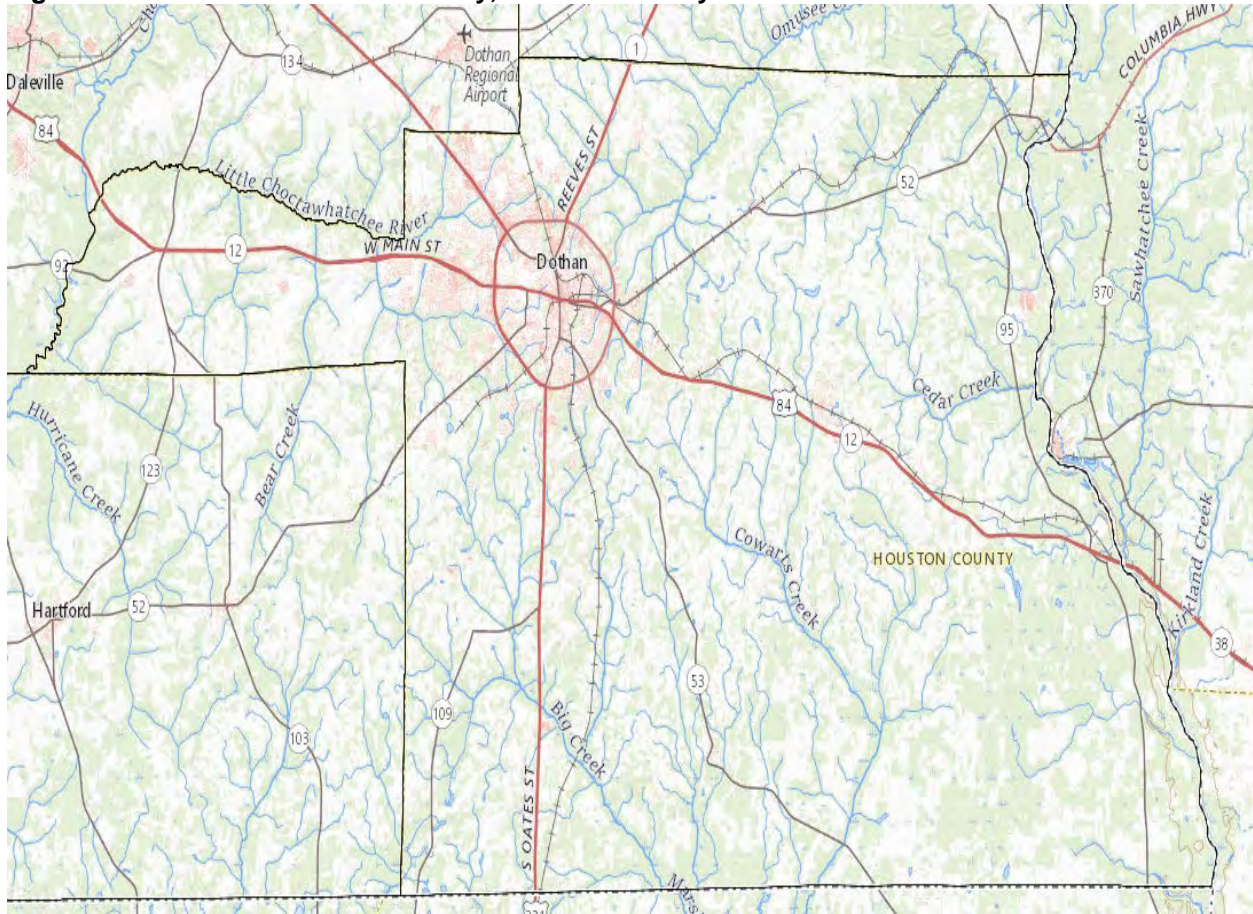 Omusee
1
COLUMBIA HWY
134
Dothan
Regional
Airport
Daleville
84
REEVES ST
Sawhatchee Creek
52
Little Choctawhatchee River
W MAIN ST
12
92
Dothan
370
95
Cedar Creek
84
12
Hurricane Creek
Bear Creek
123
Cowarts Creek
HOUSTON COUNTY
Kirkland Creek
Hartford
52
38
53
109
103
Big Creek
S OATES ST